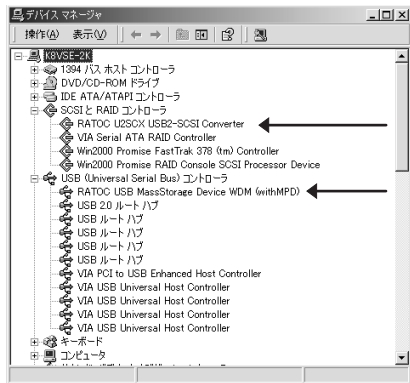 デバイス マネージャ
操作(A) 表示(V)
K8VSE-2K
1394 バス ホスト コントローラ
DVD/CD-ROM ドライブ
IDE ATA/ATAPI コントローラ
SCSI と RAID コントローラ
RATOC U2SCX USB2-SCSI Converter
VIA Serial ATA RAID Controller
Win2000 Promise FastTrak 378 (tm) Controller
Win2000 Promise RAID Console SCSI Processor Device
USB (Universal Serial Bus) コントローラ
RATOC USB MassStorage Device WDM (withMPD)
USB 2.0 ルート ハブ
USB ルート ハブ
USB ルート ハブ
USB ルート ハブ
USB ルート ハブ
VIA PCI to USB Enhanced Host Controller
VIA USB Universal Host Controller
VIA USB Universal Host Controller
VIA USB Universal Host Controller
VIA USB Universal Host Controller
キーボード
コンピュータ